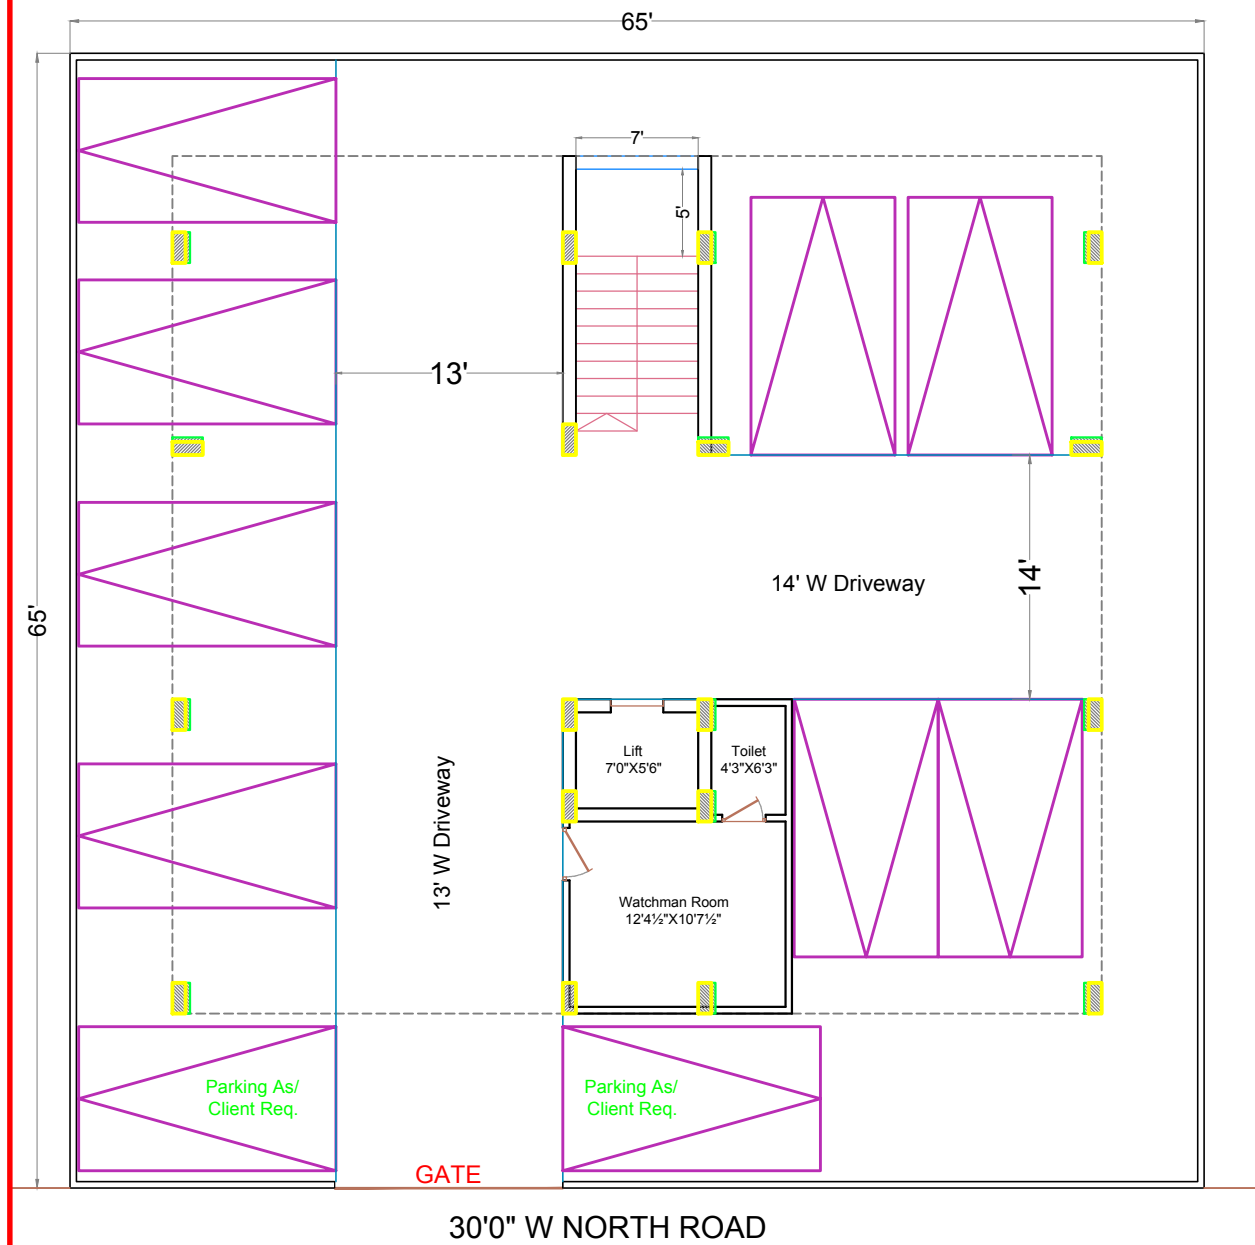 65'
7'
5'
13'
65'
14' W Driveway
14'
Lift
7'0"X5'6"
Toilet
4'3"X6'3"
13' W Driveway
Watchman Room
12'4½"X10'7½"
Parking As/
Client Req.
Parking As/
Client Req.
GATE
30'0" W NORTH ROAD